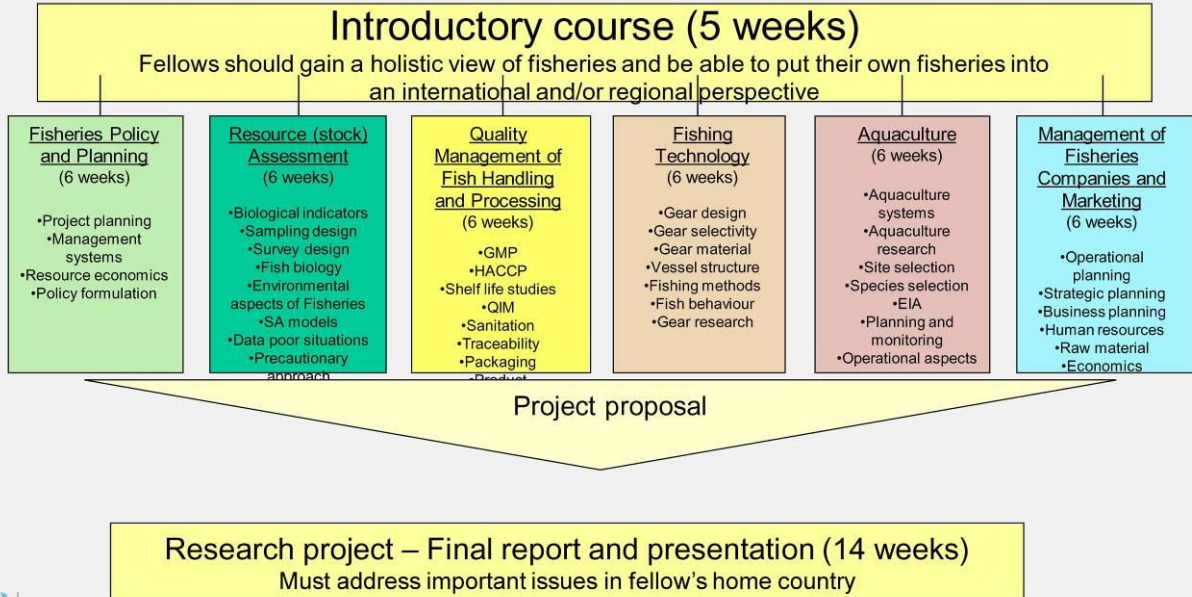 Introductory course (5 weeks)
Fellows should gain a holistic view of fisheries and be able to put their own fisheries into
an international and/or regional perspective
Fisheries Policy
and Planning
(6 weeks)
•Project planning
•Management
systems
•Resource economics
•Policy formulation
Resource (stock)
Assessment
(6 weeks)
•Biological indicators
•Sampling design
•Survey design
•Fish biology
•Environmental
aspects of Fisheries
•SA models
•Data poor situations
•Precautionary
approach
Quality
Management of
Fish Handling
and Processing
(6 weeks)
•GMP
•HACCP
•Shelf life studies
•QIM
•Sanitation
•Traceability
•Packaging
•Product
Fishing
Technology
(6 weeks)
•Gear design
•Gear selectivity
•Gear material
•Vessel structure
•Fishing methods
•Fish behaviour
•Gear research
Aquaculture
(6 weeks)
•Aquaculture
systems
•Aquaculture
research
•Site selection
•Species selection
•EIA
•Planning and
monitoring
•Operational aspects
Management of
Fisheries
Companies and
Marketing
(6 weeks)
•Operational
planning
•Strategic planning
•Business planning
•Human resources
•Raw material
•Economics
Project proposal
Research project – Final report and presentation (14 weeks)
Must address important issues in fellow's home country